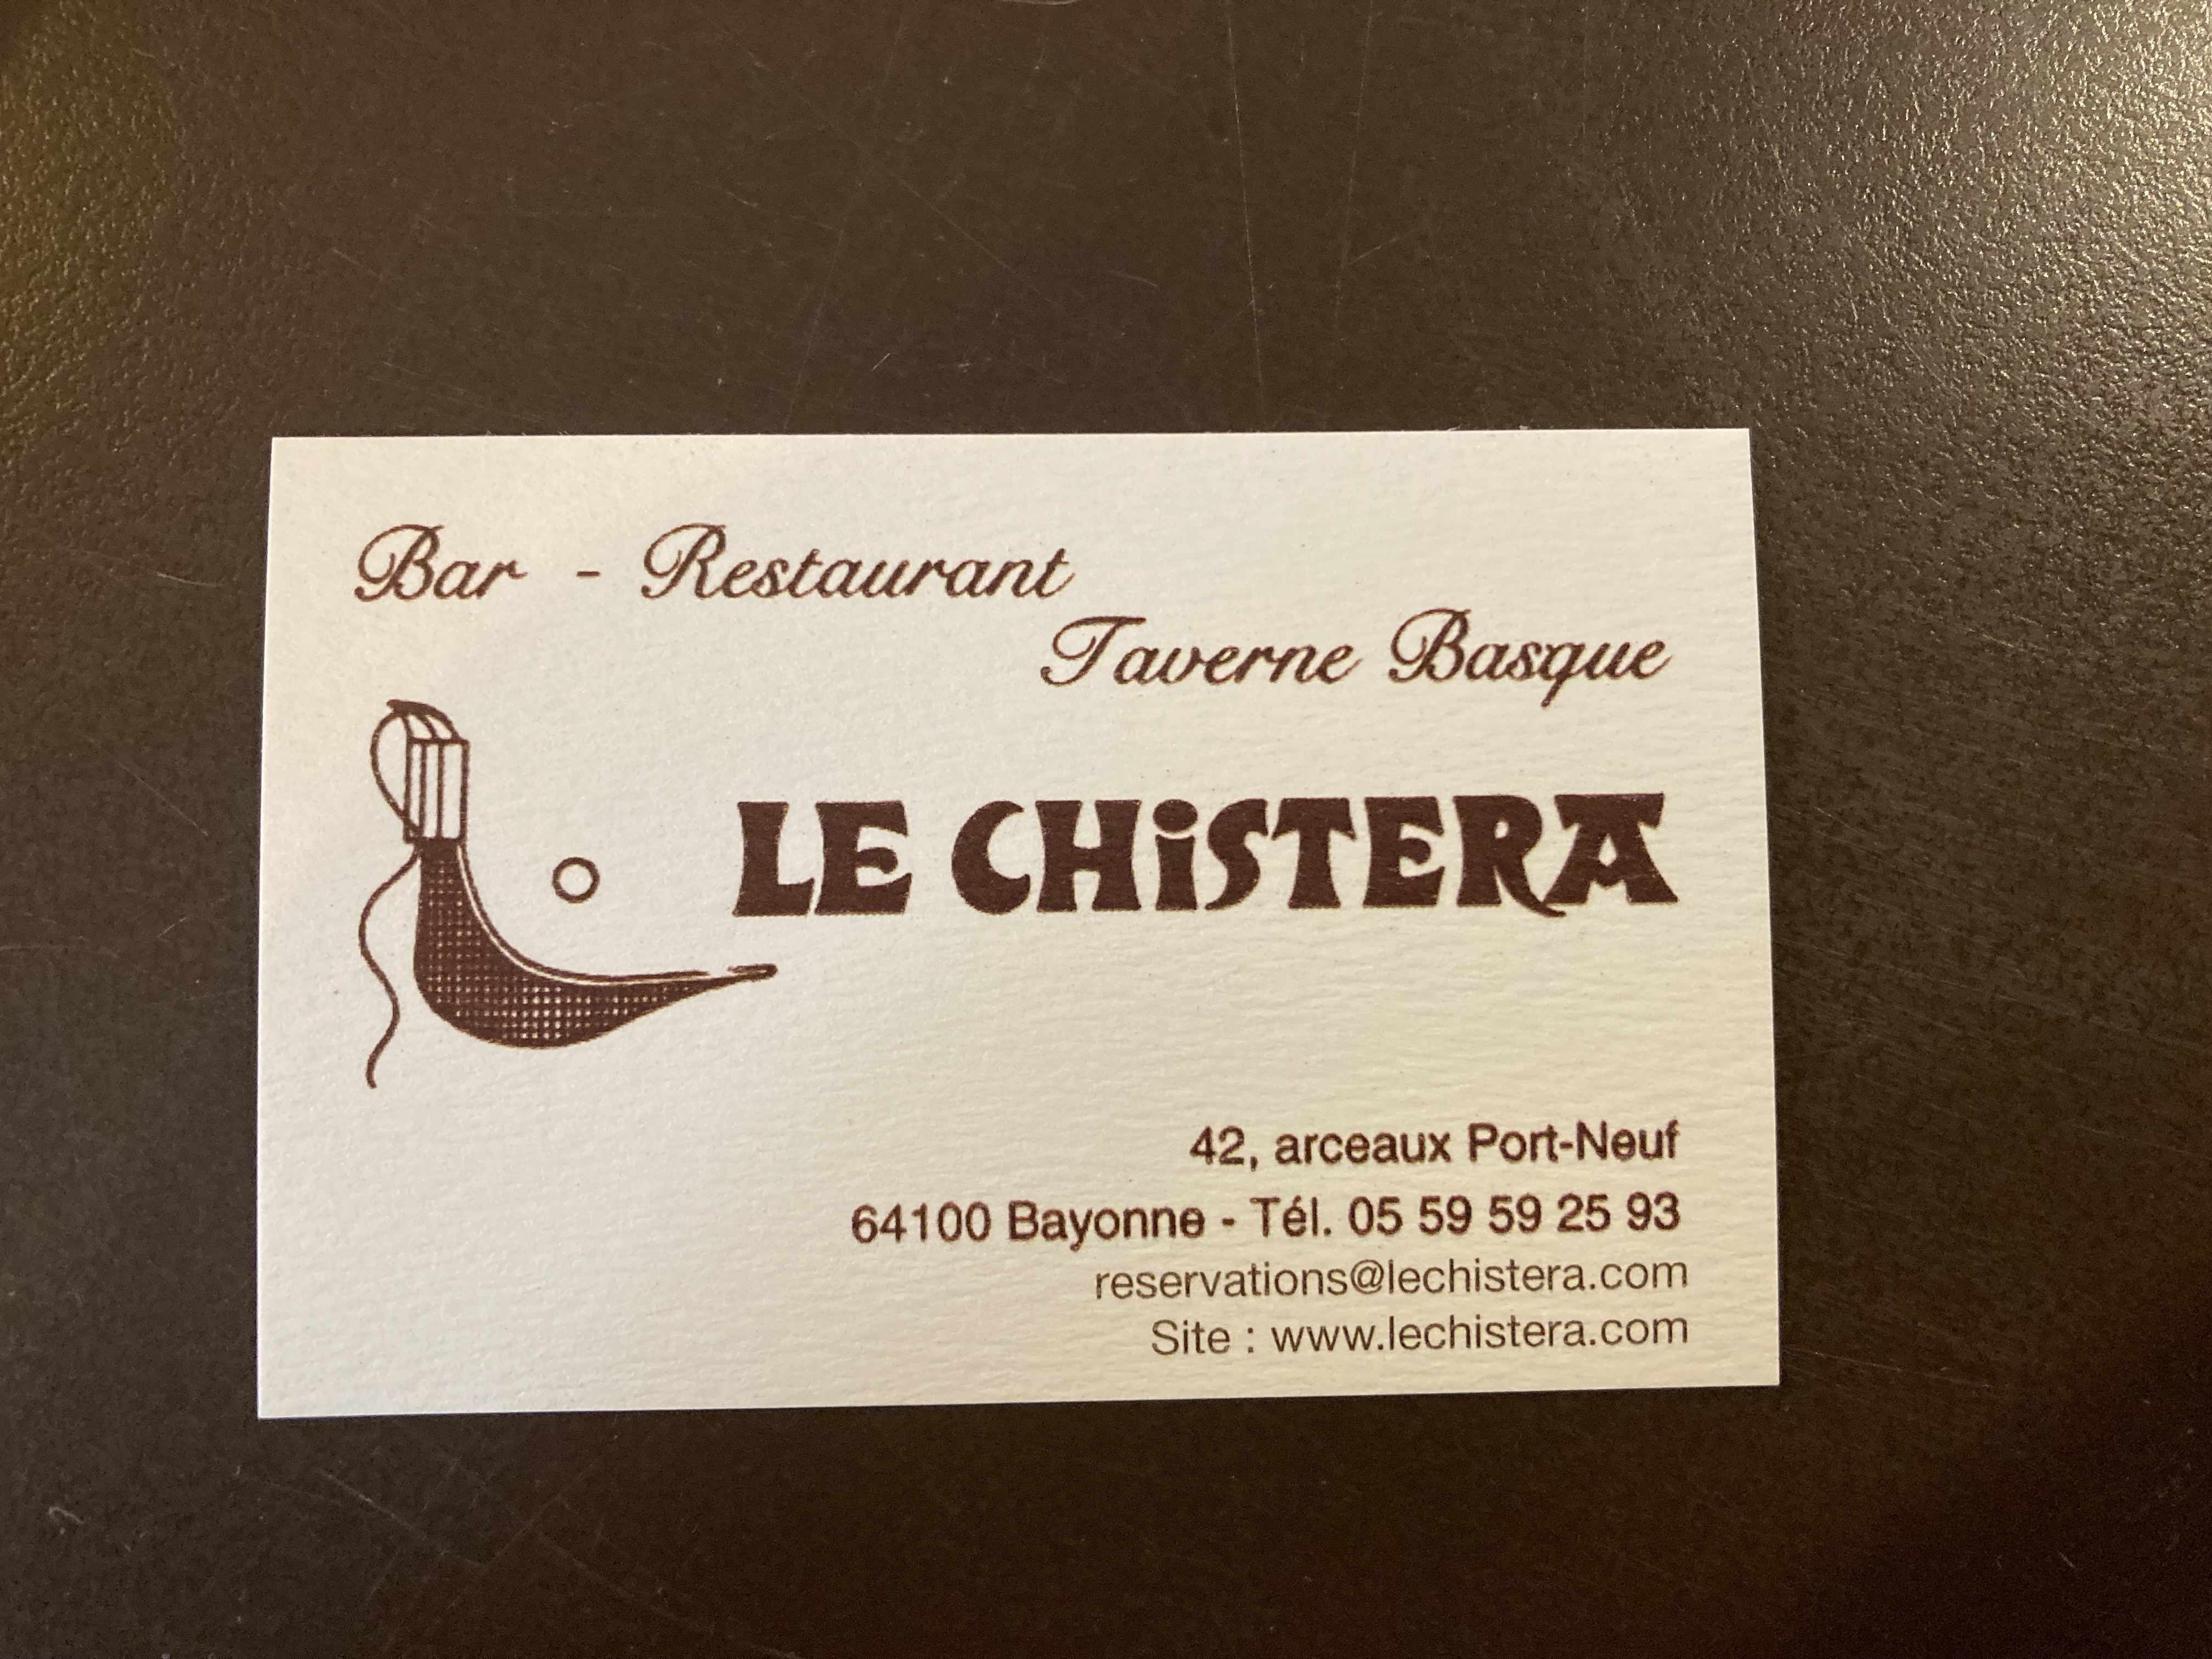 Bar - Restaurant
Taverne Basque
LE CHiSTERA
42, arceaux Port-Neuf
64100 Bayonne - Tél. 05 59 59 25 93
reservations@lechistera.com
Site : www.lechistera.com